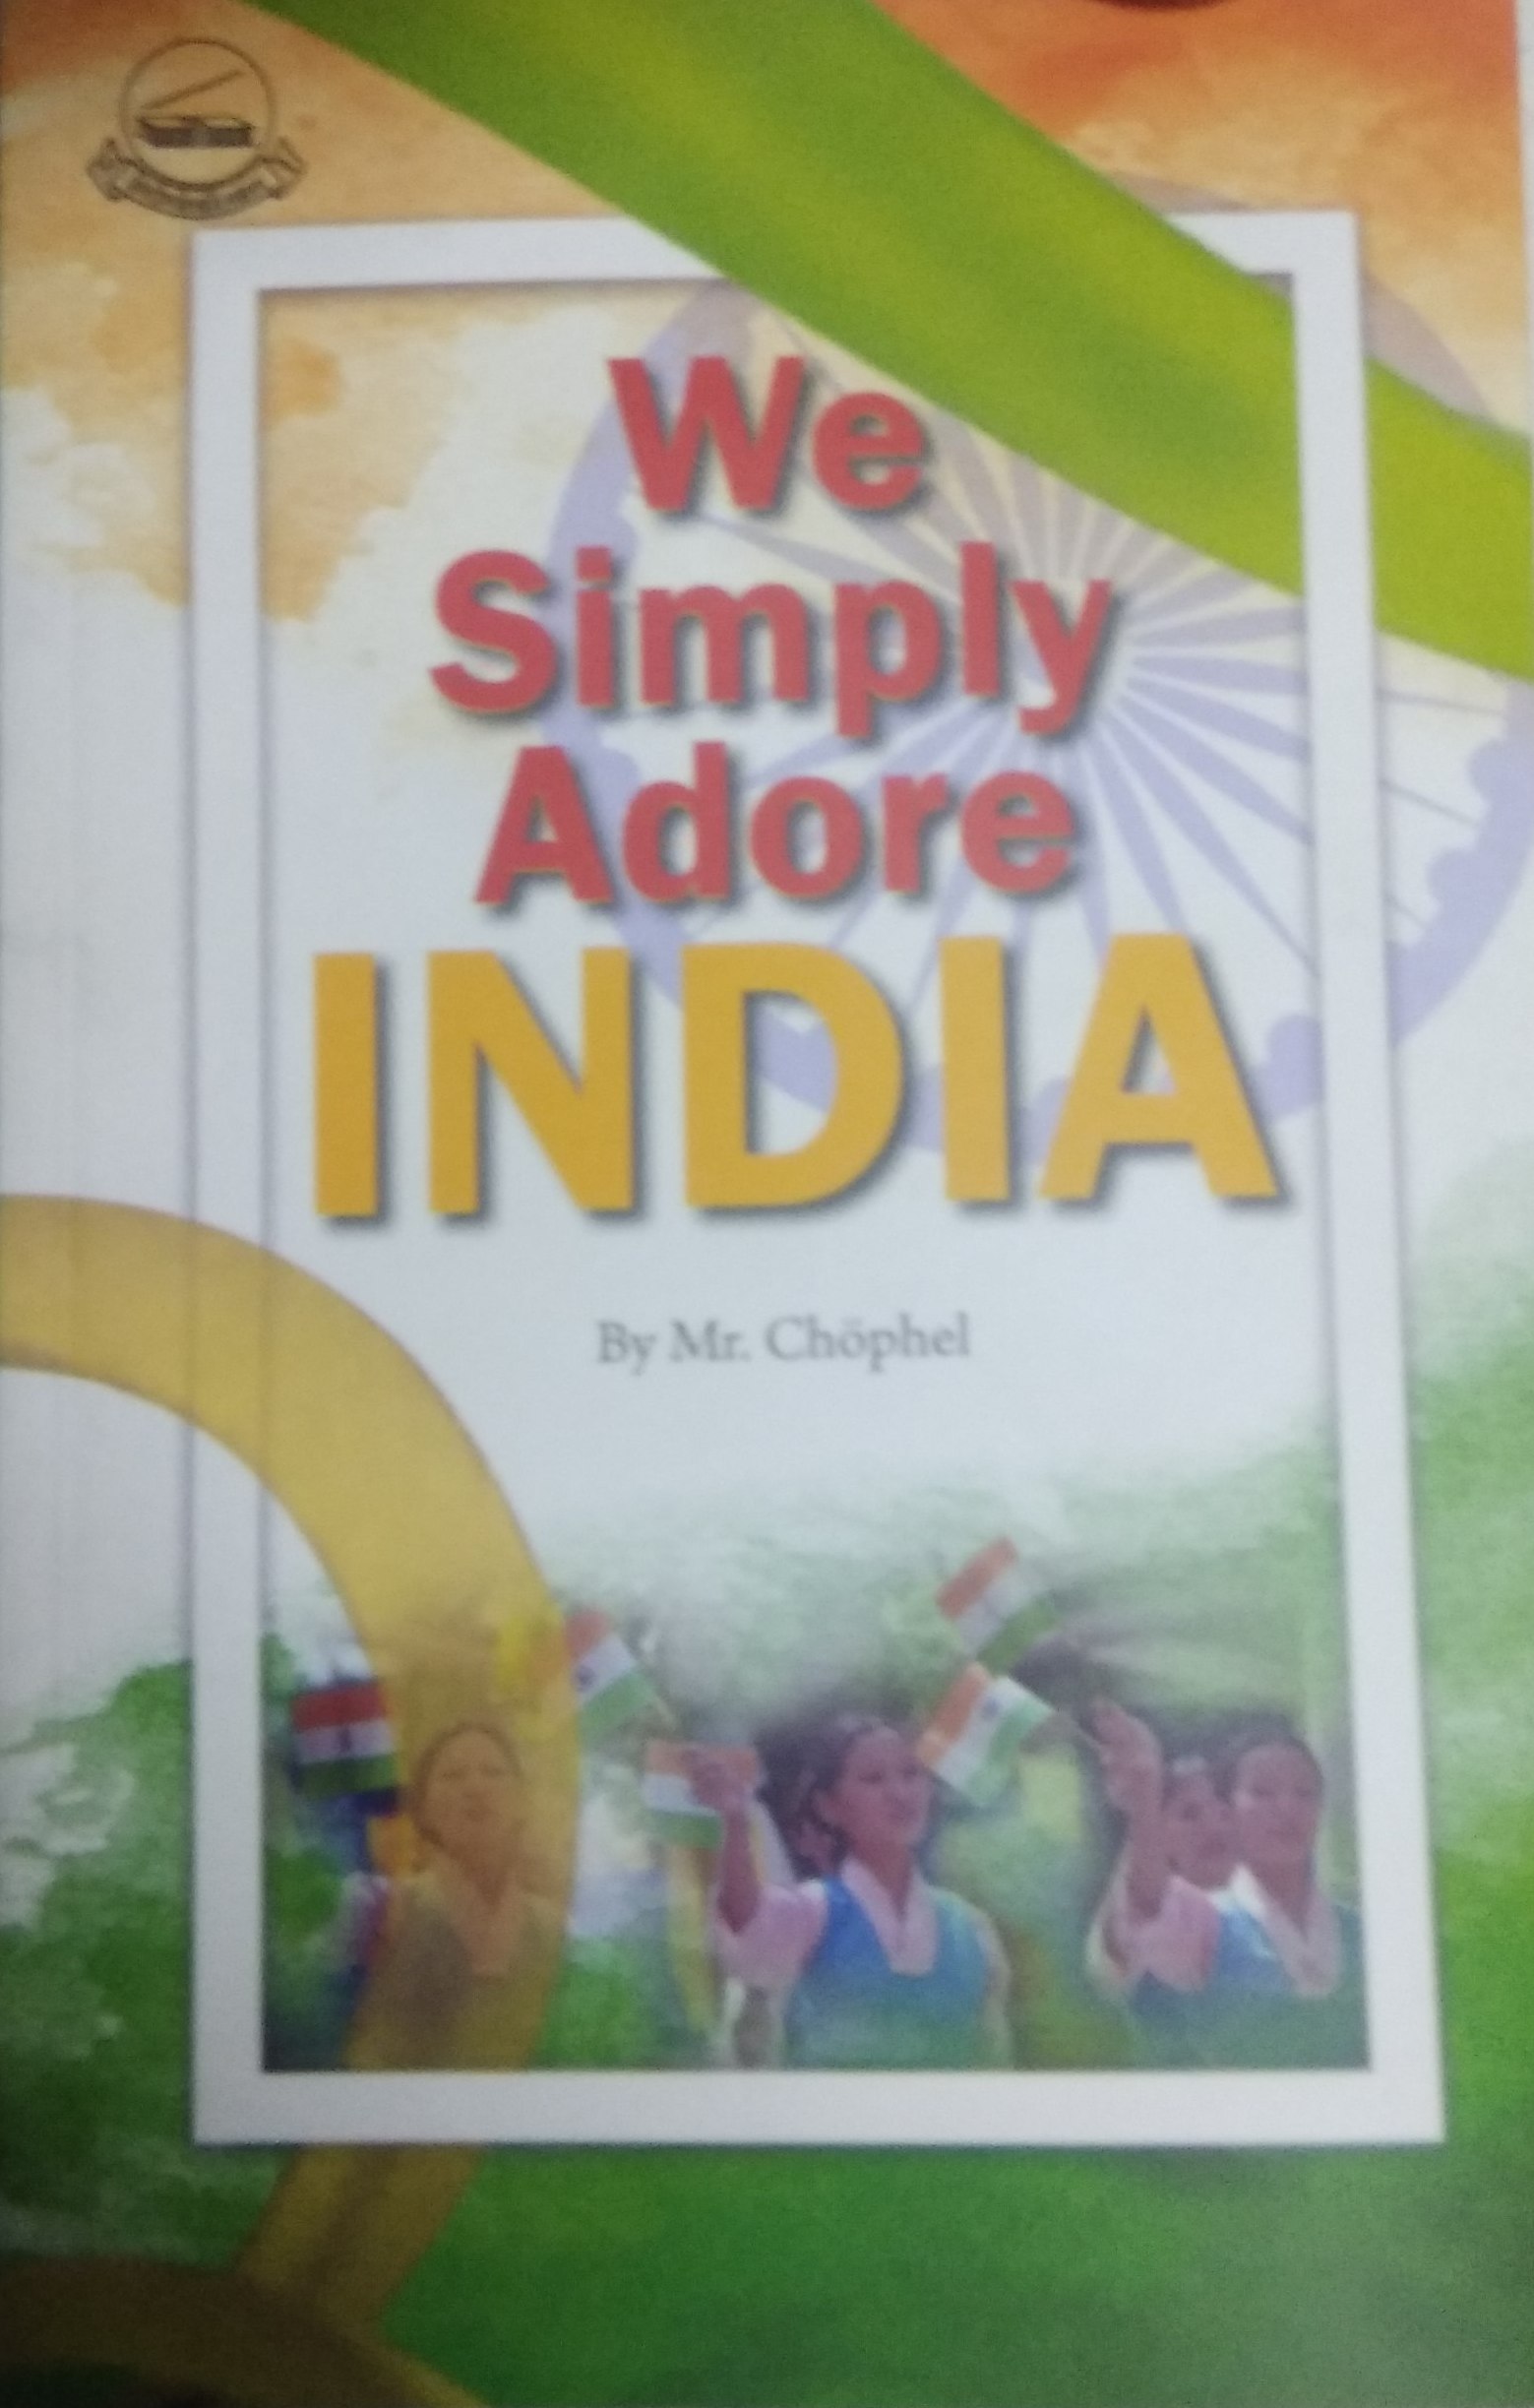 We
Simply
Adore
INDIA
By Mr. Chöphel